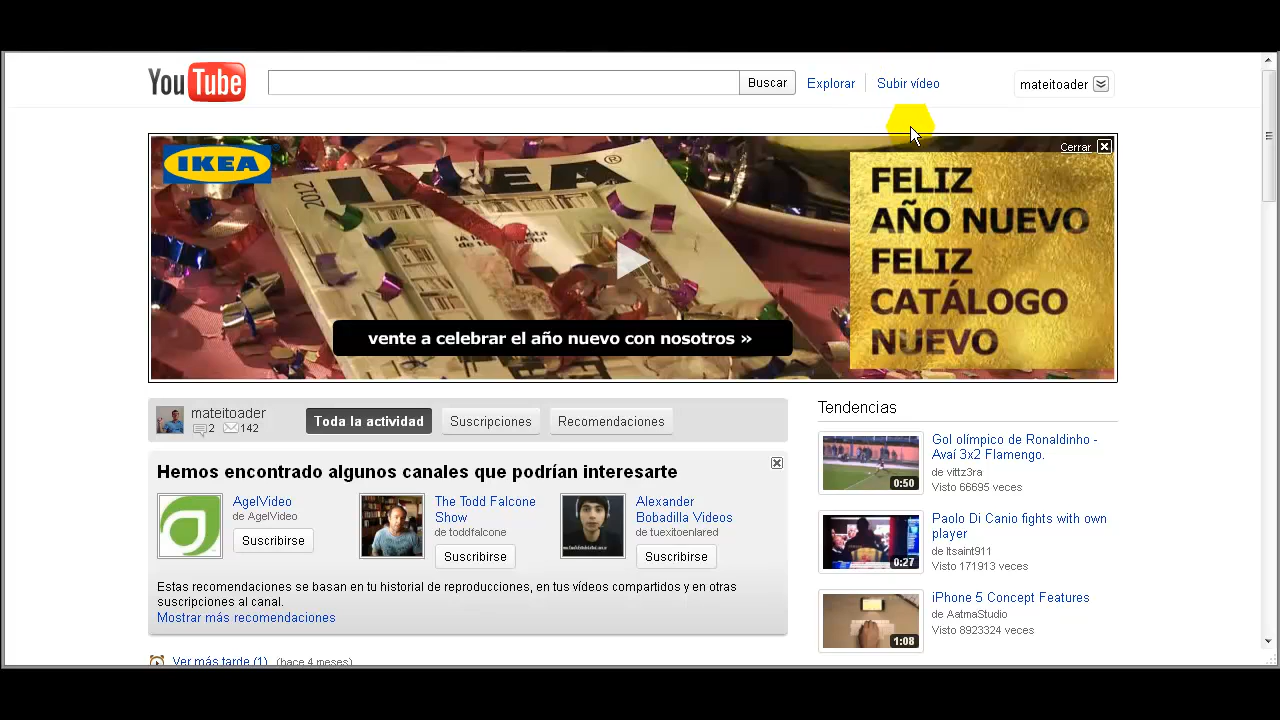 YouTube
Buscar
Explorar
Subir vídeo
mateitoader
IKEA
Cerrar
2012
®
FELIZ
AÑO NUEVO
FELIZ
CATÁLOGO
NUEVO
vente a celebrar el año nuevo con nosotros »
mateitoader
2 142
Toda la actividad
Suscripciones
Recomendaciones
Hemos encontrado algunos canales que podrían interesarte
AgelVideo
de AgelVideo
Suscribirse
The Todd Falcone
Show
de toddfalcone
Suscribirse
Alexander
Bobadilla Videos
de tuexitoenlared
Suscribirse
Estas recomendaciones se basan en tu historial de reproducciones, en tus vídeos compartidos y en otras
suscripciones al canal.
Mostrar más recomendaciones
Ver más tarde (1) (hace 4 meses)
Tendencias
Gol olímpico de Ronaldinho -
Avaí 3x2 Flamengo.
de vittz3ra
Visto 66695 veces
0:50
Paolo Di Canio fights with own
player
de Itsaint911
Visto 171913 veces
0:27
iPhone 5 Concept Features
de AatmaStudio
Visto 8923324 veces
1:08